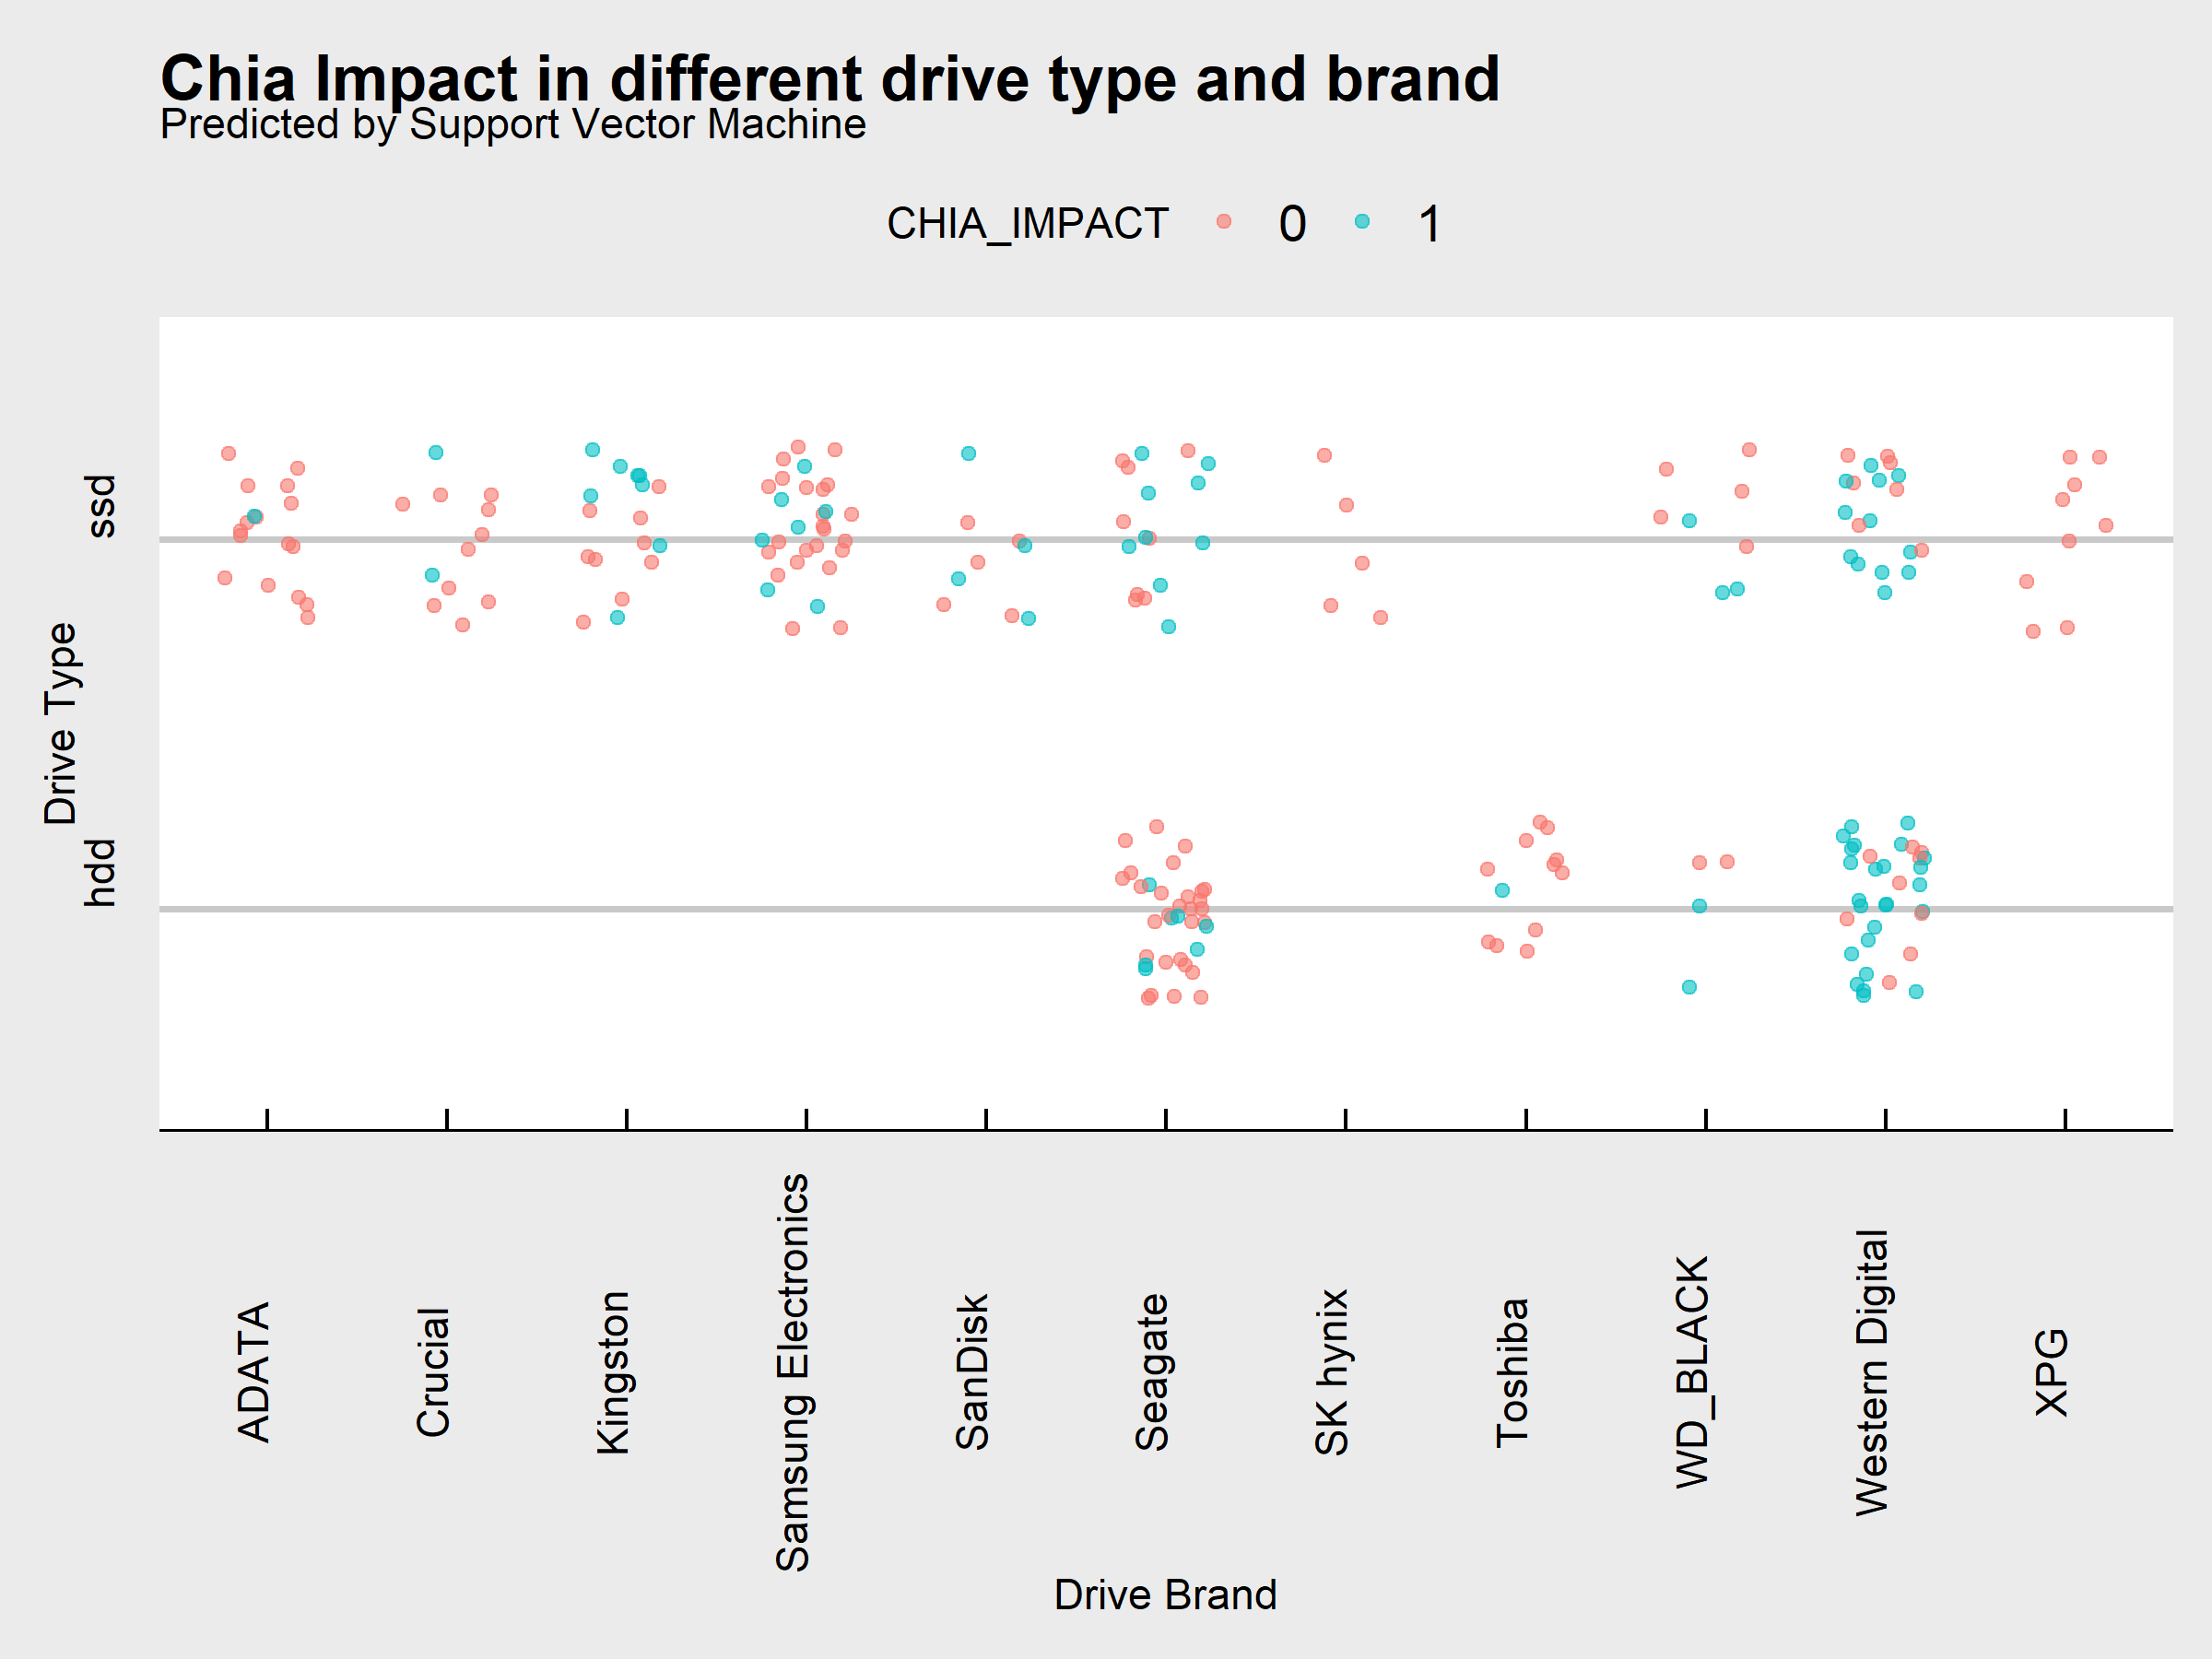 Chia Impact in different drive type and brand
Predicted by Support Vector Machine
CHIA_IMPACT 0 1
Drive Type
ssd
hdd
ADATA
Crucial
Kingston
Samsung Electronics
SanDisk
Seagate
SK hynix
Toshiba
WD_BLACK
Western Digital
XPG
Drive Brand